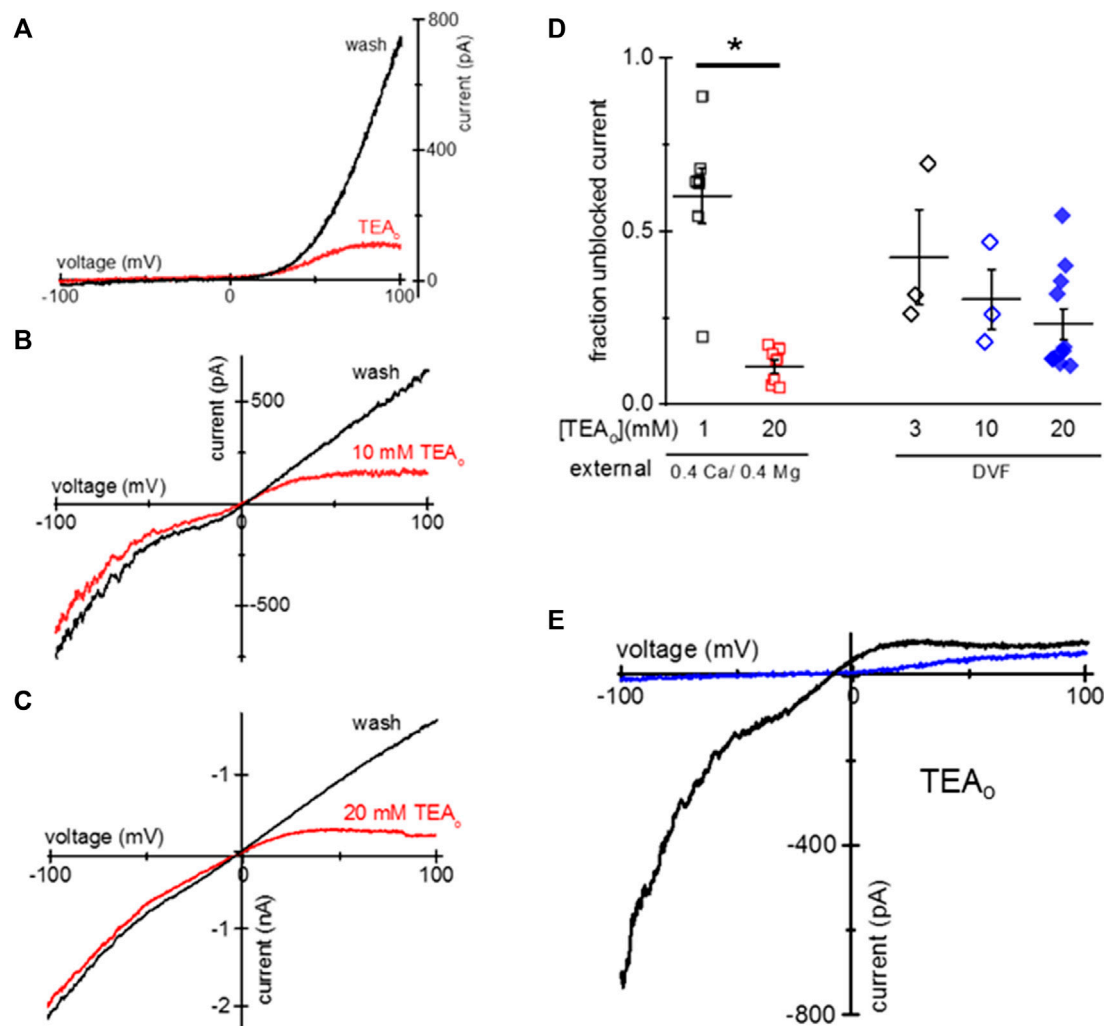 A
800
wash
current (pA)
400
TEAo
voltage (mV)
0
-100
0
100
B
current (pA)
wash
500
10 mM TEAo
voltage (mV)
-100
0
100
-500
C
wash
-1
20 mM TEAo
voltage (mV)
-100
0
100
-1
current (nA)
-2
D
*
1.0
fraction unblocked current
0.5
0.0
[TEAo](mM) 1 20 3 10 20
external 0.4 Ca/ 0.4 Mg DVF
E
voltage (mV)
-100
0
100
TEAo
-400
current (pA)
-800